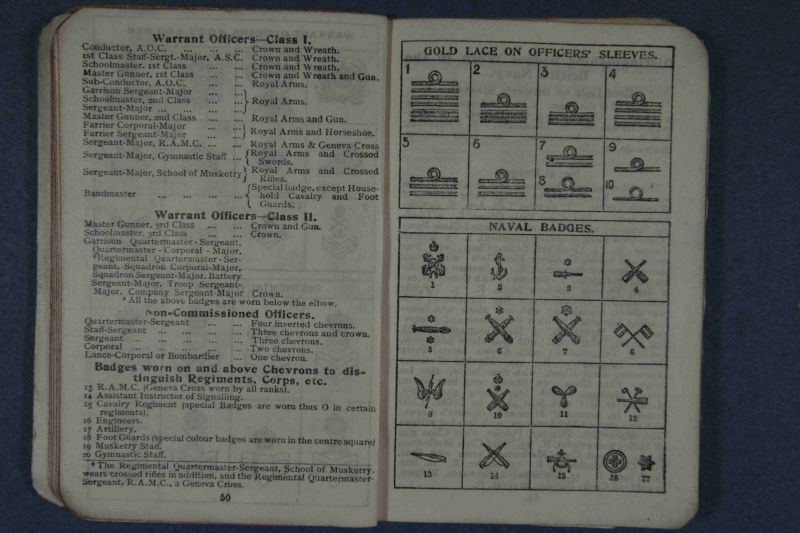 Warrant Officers—Class I.
Conductor, A.O.C. ... ... ... Crown and Wreath.
1st Class Staff-Sergt.-Major, A.S.C. Crown and Wreath.
Schoolmaster, 1st Class ... ... Crown and Wreath.
Master Gunner, 1st Class ... ... Crown and Wreath and Gun.
Sub-Conductor, A.O.C. ... ... Royal Arms.
Garrison Sergeant-Major ... ...
Schoolmaster, 2nd Class ... ... Royal Arms.
Sergeant-Major ... ... ... ...
Master Gunner, 2nd Class ... ... Royal Arms and Gun.
Farrier Corporal-Major ... ...
Farrier Sergeant-Major ... ... Royal Arms and Horseshoe.
Sergeant-Major, R.A.M.C. ... ... Royal Arms & Geneva Cross
Sergeant-Major, Gymnastic Staff ... { Royal Arms and Crossed
Swords.
Sergeant-Major, School of Musketry { Royal Arms and Crossed
Rifles.
Bandmaster ... ... ... ... { Special badge, except House-
hold Cavalry and Foot
Guards.
Warrant Officers—Class II.
Master Gunner, 3rd Class ... ... Crown and Gun.
Schoolmaster, 3rd Class ... ... Crown.
Garrison Quartermaster-Sergeant,
Quartermaster-Corporal-Major,
*Regimental Quartermaster-Ser-
geant, Squadron Corporal-Major,
Squadron Sergeant-Major, Battery
Sergeant-Major, Troop Sergeant-
Major, Company Sergeant-Major Crown.
* All the above badges are worn below the elbow.
Non-Commissioned Officers.
Quartermaster-Sergeant ... ... Four inverted chevrons.
Staff-Sergeant ... ... ... ... Three chevrons and crown.
Sergeant ... ... ... ... ... Three chevrons.
Corporal ... ... ... ... ... Two chevrons.
Lance-Corporal or Bombardier ... One chevron.
Badges worn on and above Chevrons to dis-
tinguish Regiments, Corps, etc.
13 R.A.M.C. (Geneva Cross worn by all ranks).
14 Assistant Instructor of Signalling.
15 Cavalry Regiment (special Badges are worn thus O in certain
regiments).
16 Engineers.
17 Artillery.
18 Foot Guards (special colour badges are worn in the centre square)
19 Musketry Staff.
20 Gymnastic Staff.
* The Regimental Quartermaster-Sergeant, School of Musketry,
wears crossed rifles in addition, and the Regimental Quartermaster-
Sergeant, R.A.M.C., a Geneva Cross.
50
GOLD LACE ON OFFICERS' SLEEVES.
1 2 3 4
5 6 7 9
8 10
NAVAL BADGES.
1 2 3 4
5 6 7 8
9 10 11 12
13 14 15 16 17